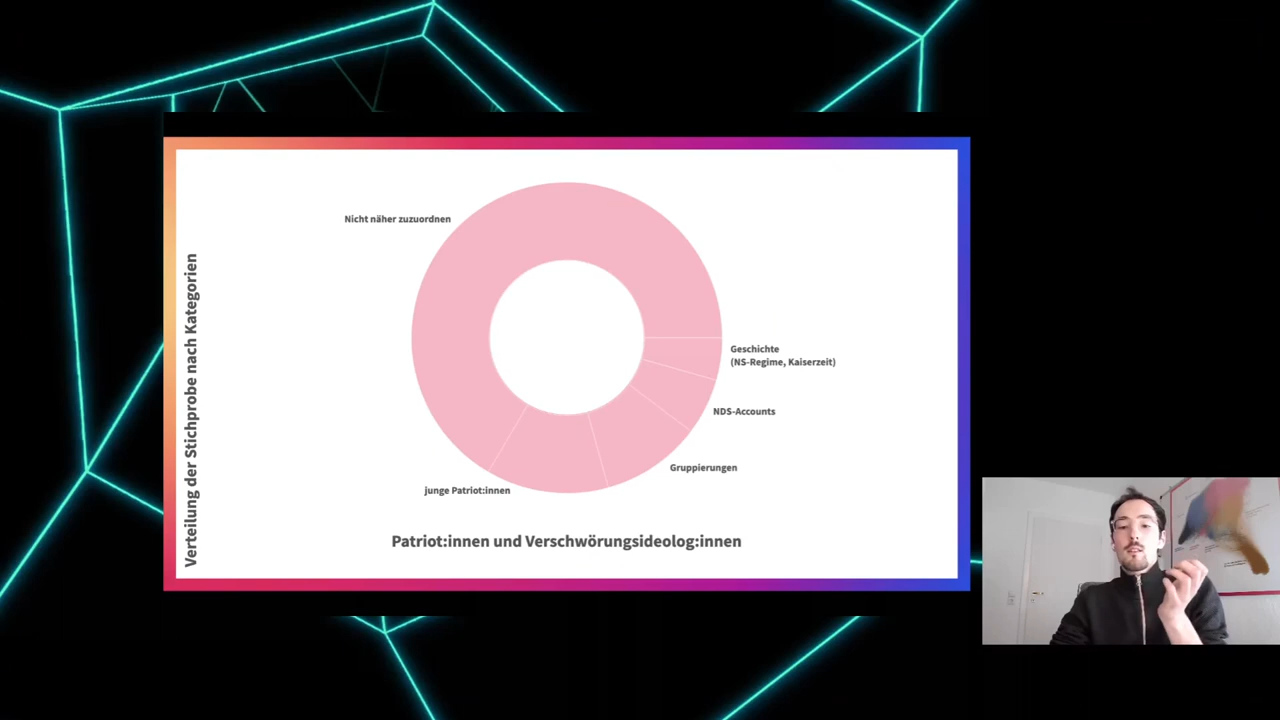 Verteilung der Stichprobe nach Kategorien
Nicht näher zuzuordnen
Geschichte
(NS-Regime, Kaiserzeit)
NDS-Accounts
Gruppierungen
junge Patriot:innen
Patriot:innen und Verschwörungsideolog:innen